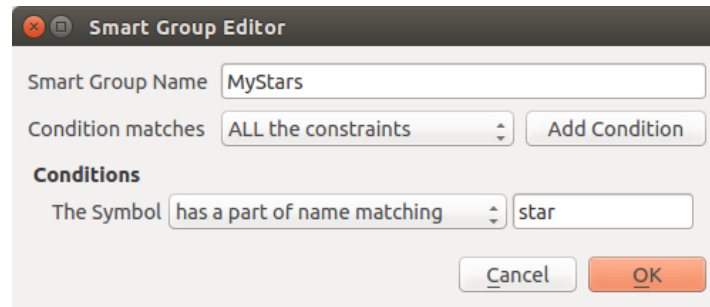 Smart Group Editor
Smart Group Name MyStars
Condition matches ALL the constraints Add Condition
Conditions
The Symbol has a part of name matching star
Cancel OK